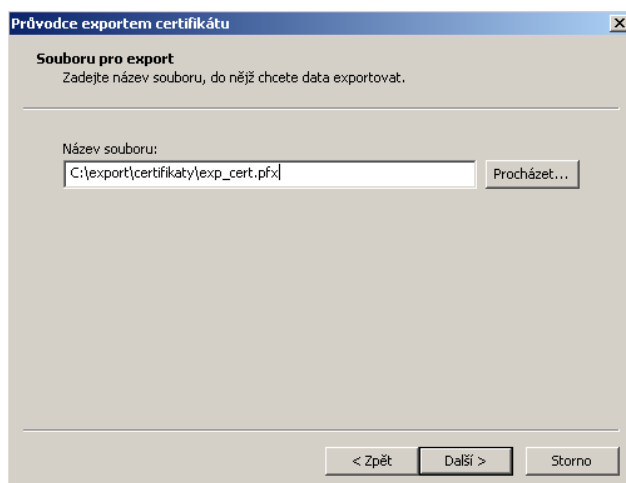 Průvodce exportem certifikátu
Souboru pro export
Zadejte název souboru, do nějž chcete data exportovat.
Název souboru:
C:\export\certifikaty\exp_cert.pfx
Procházet...
< Zpět
Další >
Storno